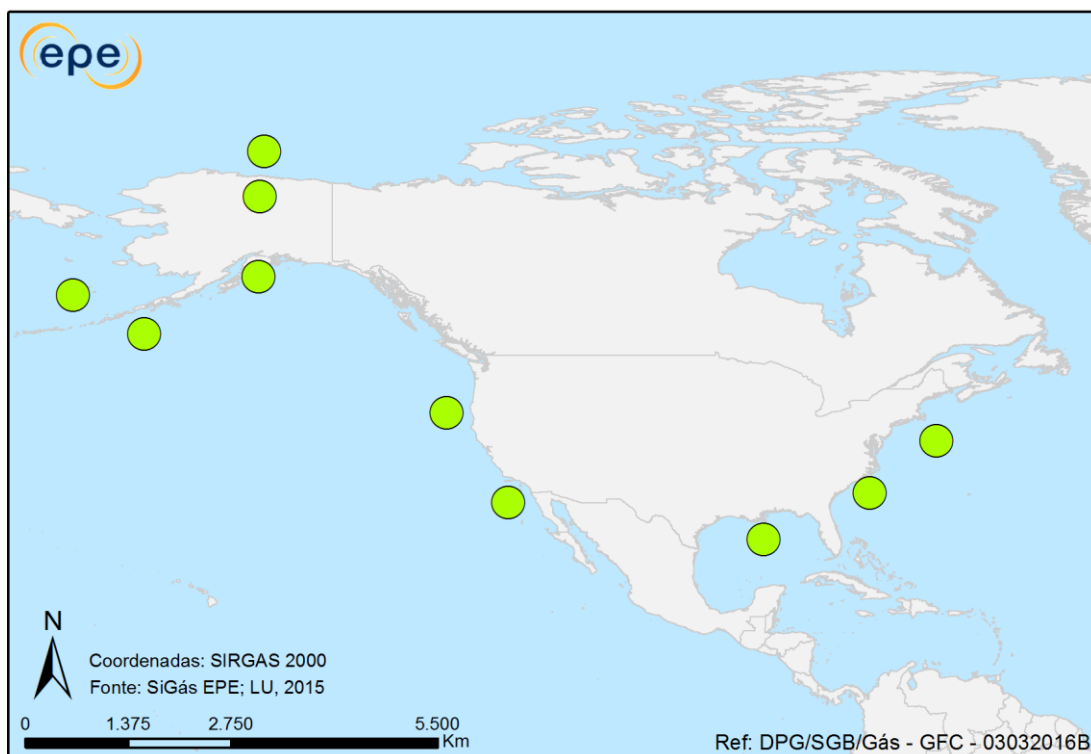 epe
N
Coordenadas: SIRGAS 2000
Fonte: SiGás EPE; LU, 2015
0 1.375 2.750 5.500
Km
Ref: DPG/SGB/Gás - GFC - 03032016B